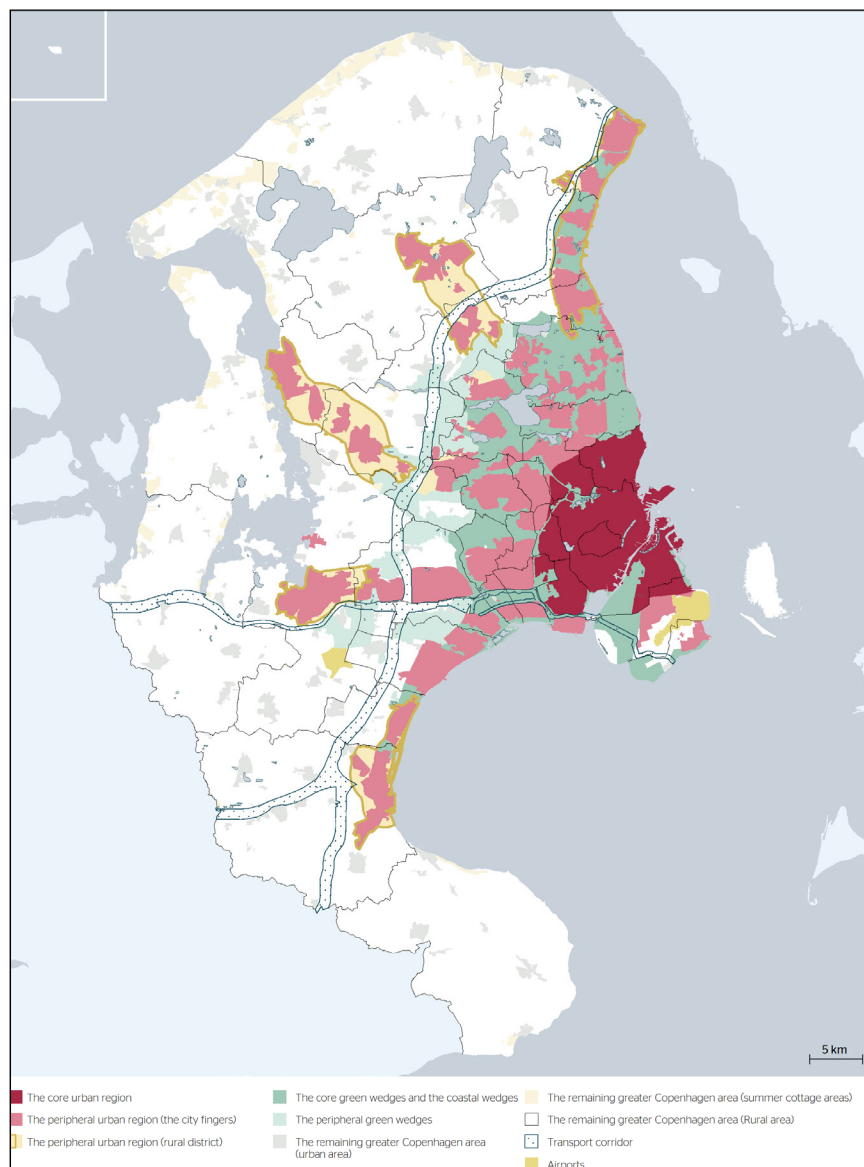 5 km
The core urban region
The peripheral urban region (the city fingers)
The peripheral urban region (rural district)
The core green wedges and the coastal wedges
The peripheral green wedges
The remaining greater Copenhagen area
(urban area)
The remaining greater Copenhagen area (summer cottage areas)
The remaining greater Copenhagen area (Rural area)
Transport corridor
Airports